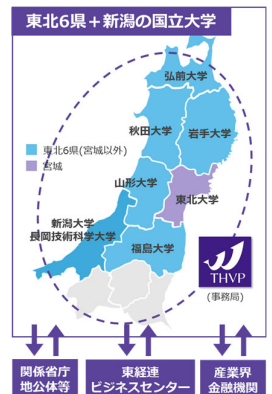 東北6県＋新潟の国立大学
弘前大学
秋田大学
岩手大学
東北6県(宮城以外)
宮城
山形大学
東北大学
新潟大学
長岡技術科学大学
福島大学
THVP
(事務局)
関係省庁
地公体等
東経連
ビジネスセンター
産業界
金融機関